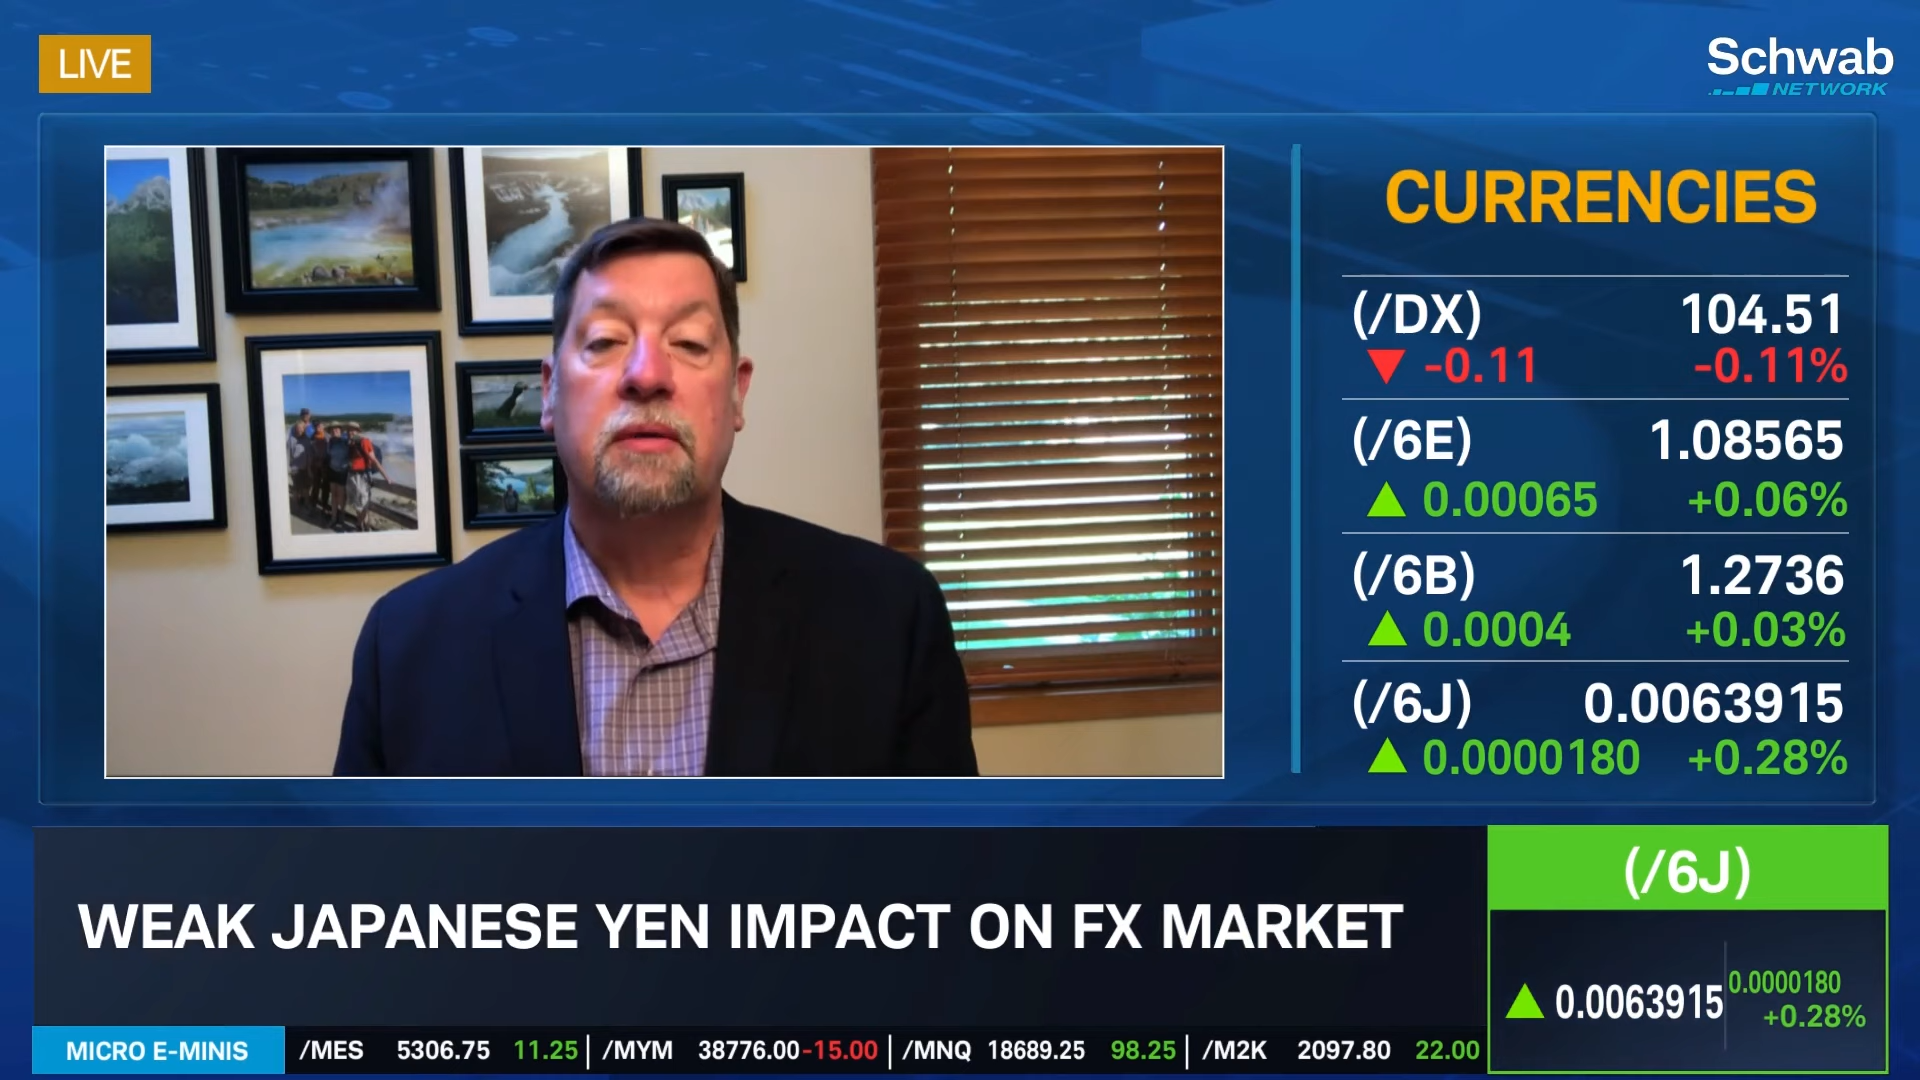 LIVE
Schwab
NETWORK
CURRENCIES
(/DX) 104.51
▼ -0.11 -0.11%
(/6E) 1.08565
▲ 0.00065 +0.06%
(/6B) 1.2736
▲ 0.0004 +0.03%
(/6J) 0.0063915
▲ 0.0000180 +0.28%
WEAK JAPANESE YEN IMPACT ON FX MARKET
(/6J)
▲ 0.0063915 0.0000180
+0.28%
MICRO E-MINIS /MES 5306.75 11.25 /MYM 38776.00 -15.00 /MNQ 18689.25 98.25 /M2K 2097.80 22.00